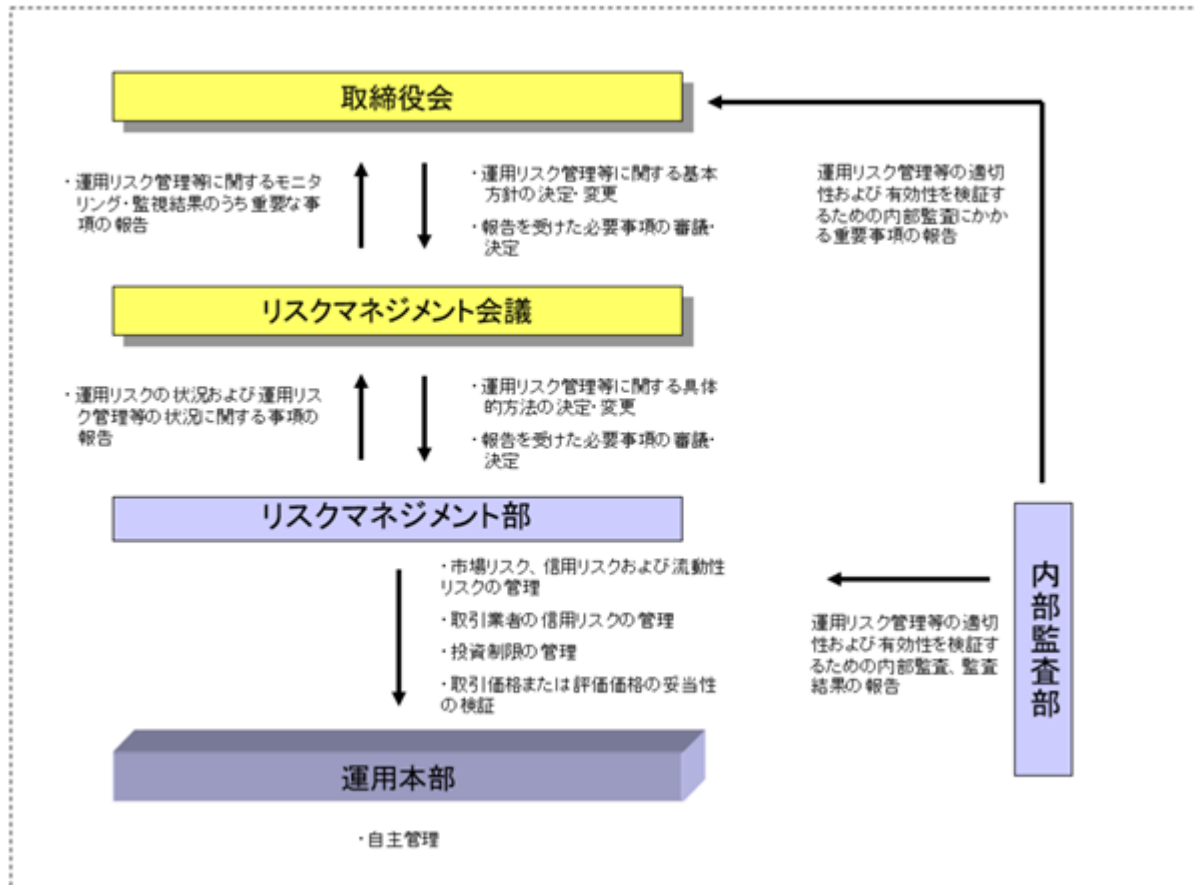 取締役会
・運用リスク管理等に関するモニタ
リング・監視結果のうち重要な事
項の報告
・運用リスク管理等に関する基本
方針の決定・変更
・報告を受けた必要事項の審議・
決定
運用リスク管理等の適切
性および有効性を検証す
るための内部監査にかか
る重要事項の報告
リスクマネジメント会議
・運用リスクの状況および運用リス
ク管理等の状況に関する事項の
報告
・運用リスク管理等に関する具体
的方法の決定・変更
・報告を受けた必要事項の審議・
決定
リスクマネジメント部
・市場リスク、信用リスクおよび流動性
リスクの管理
・取引業者の信用リスクの管理
・投資制限の管理
・取引価格または評価価格の妥当性
の検証
運用リスク管理等の適切
性および有効性を検証す
るための内部監査、監査
結果の報告
内部監査部
運用本部
・自主管理